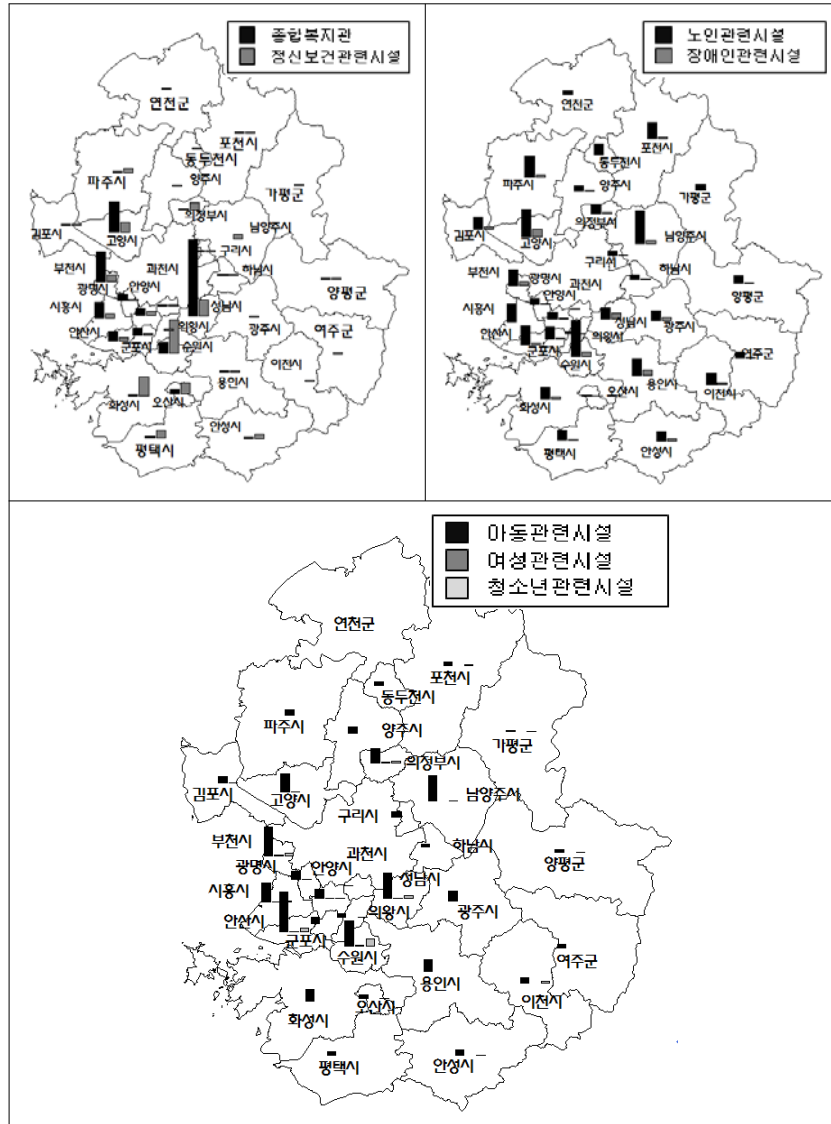 종합복지관
정신보건관련시설
연천군
포천시
동두천시
파주시
양주시
가평군
의정부시
김포시
고양시
남양주시
구리시
부천시
과천시
하남시
광명시
안양시
양평군
시흥시
성남시
의왕시
광주시
여주군
안산시
군포시
수원시
이천시
용인시
화성시
오산시
안성시
평택시
노인관련시설
장애인관련시설
연천군
포천시
동두천시
파주시
양주시
가평군
김포시
의정부시
고양시
남양주시
구리시
부천시
과천시
하남시
광명시
안양시
양평군
시흥시
성남시
광주시
안산시
의왕시
군포시
수원시
여주군
용인시
이천시
화성시
오산시
평택시
안성시
아동관련시설
여성관련시설
청소년관련시설
연천군
포천시
동두천시
파주시
양주시
가평군
의정부시
김포시
고양시
남양주시
구리시
부천시
과천시
하남시
광명시
안양시
양평군
시흥시
성남시
안산시
의왕시
광주시
군포시
수원시
여주군
용인시
이천시
화성시
오산시
평택시
안성시